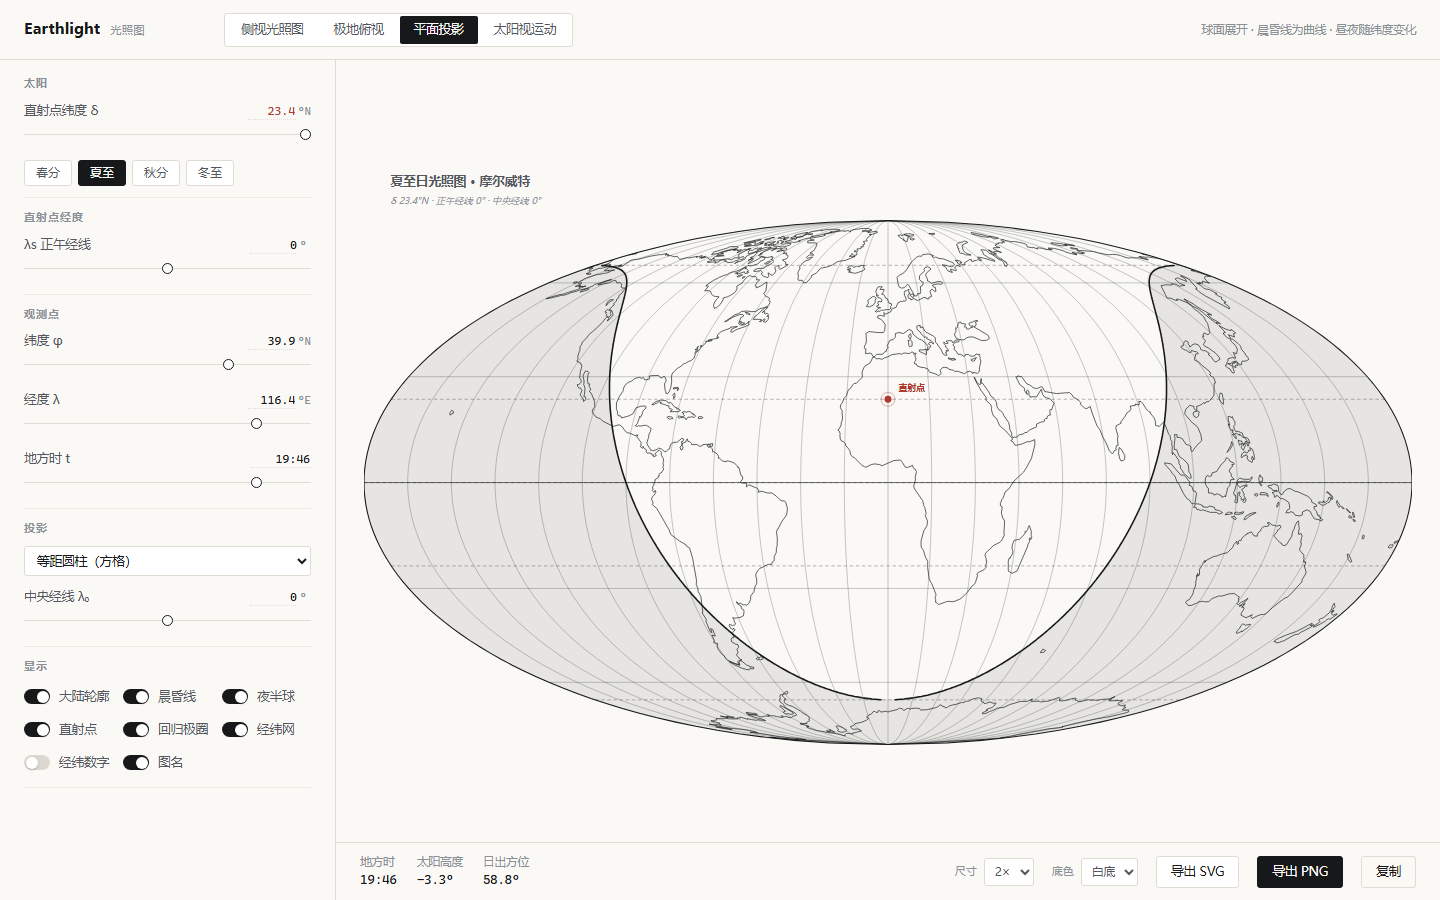 Earthlight 光照图
侧视光照图 极地俯视 平面投影 太阳视运动
球面展开 · 晨昏线为曲线 · 昼夜随纬度变化
太阳
直射点纬度 δ 23.4 °N
春分 夏至 秋分 冬至
直射点经度
λs 正午经线 0 °
观测点
纬度 φ 39.9 °N
经度 λ 116.4 °E
地方时 t 19:46
投影
等距圆柱（方格）
中央经线 λ₀ 0 °
显示
大陆轮廓 晨昏线 夜半球
直射点 回归极圈 经纬网
经纬数字 图名
夏至日光照图 • 摩尔威特
δ 23.4°N · 正午经线 0° · 中央经线 0°
直射点
地方时 太阳高度 日出方位
19:46 −3.3° 58.8°
尺寸 2× 底色 白底 导出 SVG 导出 PNG 复制